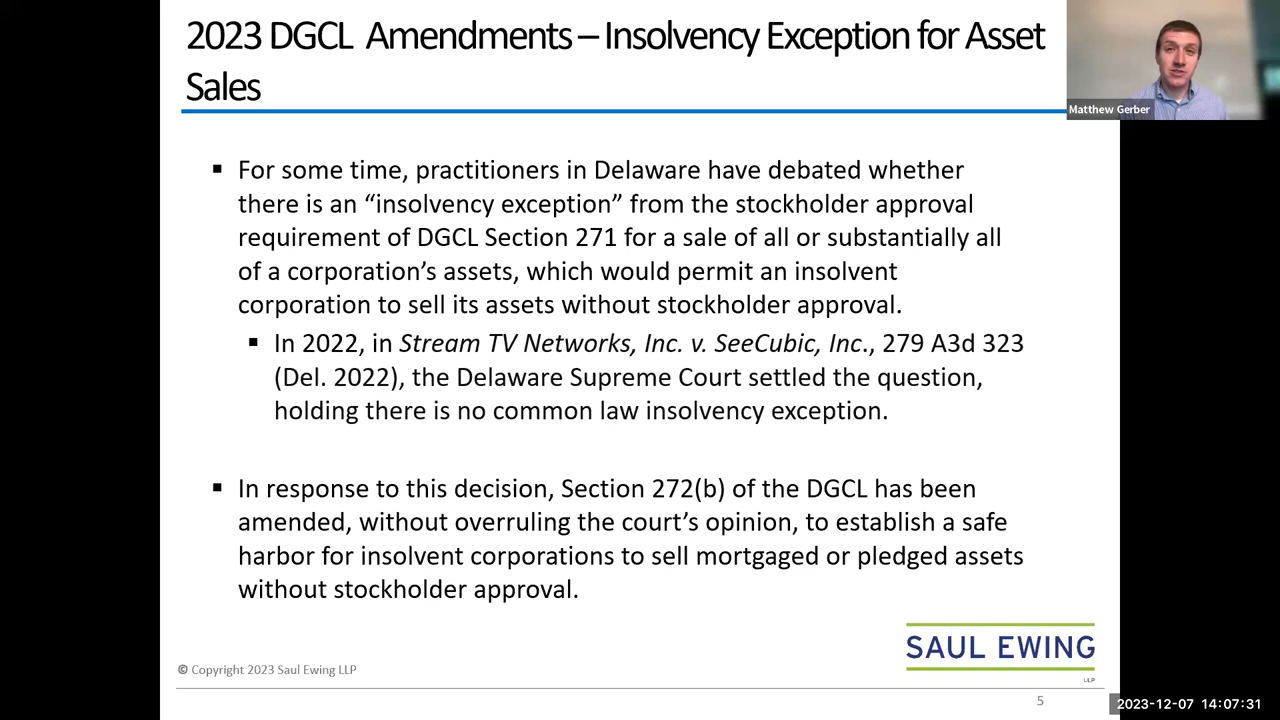 2023 DGCL Amendments – Insolvency Exception for Asset
Sales
Matthew Gerber
▪ For some time, practitioners in Delaware have debated whether
there is an “insolvency exception” from the stockholder approval
requirement of DGCL Section 271 for a sale of all or substantially all
of a corporation’s assets, which would permit an insolvent
corporation to sell its assets without stockholder approval.
▪ In 2022, in Stream TV Networks, Inc. v. SeeCubic, Inc., 279 A3d 323
(Del. 2022), the Delaware Supreme Court settled the question,
holding there is no common law insolvency exception.
▪ In response to this decision, Section 272(b) of the DGCL has been
amended, without overruling the court’s opinion, to establish a safe
harbor for insolvent corporations to sell mortgaged or pledged assets
without stockholder approval.
SAUL EWING
LLP
© Copyright 2023 Saul Ewing LLP
5
2023-12-07 14:07:31